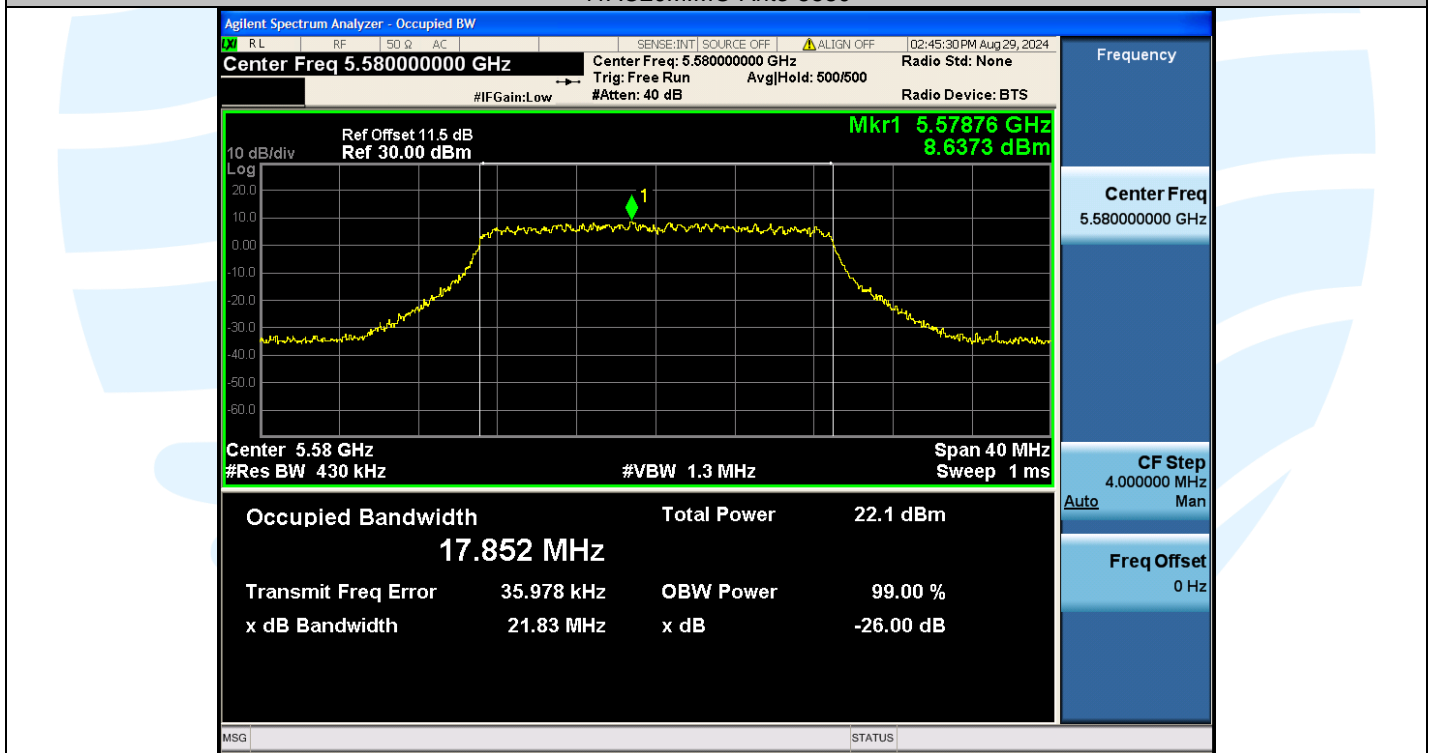 Agilent Spectrum Analyzer - Occupied BW
LXI RL RF 50 Ω AC SENSE:INT SOURCE OFF ALIGN OFF 02:45:30 PM Aug 29, 2024
Center Freq 5.580000000 GHz
Center Freq: 5.580000000 GHz
Radio Std: None
Trig: Free Run Avg|Hold: 500/500
#IFGain:Low
#Atten: 40 dB
Radio Device: BTS
Mkr1 5.57876 GHz
8.6373 dBm
Ref Offset 11.5 dB
10 dB/div Ref 30.00 dBm
Log
20.0
10.0
0.00
-10.0
-20.0
-30.0
-40.0
-50.0
-60.0
1
Center 5.58 GHz Span 40 MHz
#Res BW 430 kHz #VBW 1.3 MHz Sweep 1 ms
Occupied Bandwidth Total Power 22.1 dBm
17.852 MHz
Transmit Freq Error 35.978 kHz OBW Power 99.00 %
x dB Bandwidth 21.83 MHz x dB -26.00 dB
MSG STATUS
Frequency
Center Freq
5.580000000 GHz
CF Step
4.000000 MHz
Auto Man
Freq Offset
0 Hz